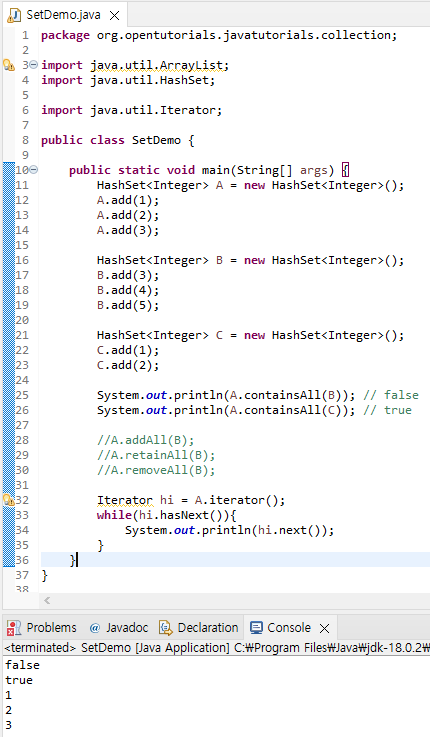 SetDemo.java
1 package org.opentutorials.javatutorials.collection;
2
3 import java.util.ArrayList;
4 import java.util.HashSet;
5
6 import java.util.Iterator;
7
8 public class SetDemo {
9
10     public static void main(String[] args) {
11         HashSet<Integer> A = new HashSet<Integer>();
12         A.add(1);
13         A.add(2);
14         A.add(3);
15
16         HashSet<Integer> B = new HashSet<Integer>();
17         B.add(3);
18         B.add(4);
19         B.add(5);
20
21         HashSet<Integer> C = new HashSet<Integer>();
22         C.add(1);
23         C.add(2);
24
25         System.out.println(A.containsAll(B)); // false
26         System.out.println(A.containsAll(C)); // true
27
28         //A.addAll(B);
29         //A.retainAll(B);
30         //A.removeAll(B);
31
32         Iterator hi = A.iterator();
33         while(hi.hasNext()){
34             System.out.println(hi.next());
35         }
36     }
37 }
38
Problems @ Javadoc Declaration Console
<terminated> SetDemo [Java Application] C:₩Program Files₩Java₩jdk-18.0.2₩
false
true
1
2
3